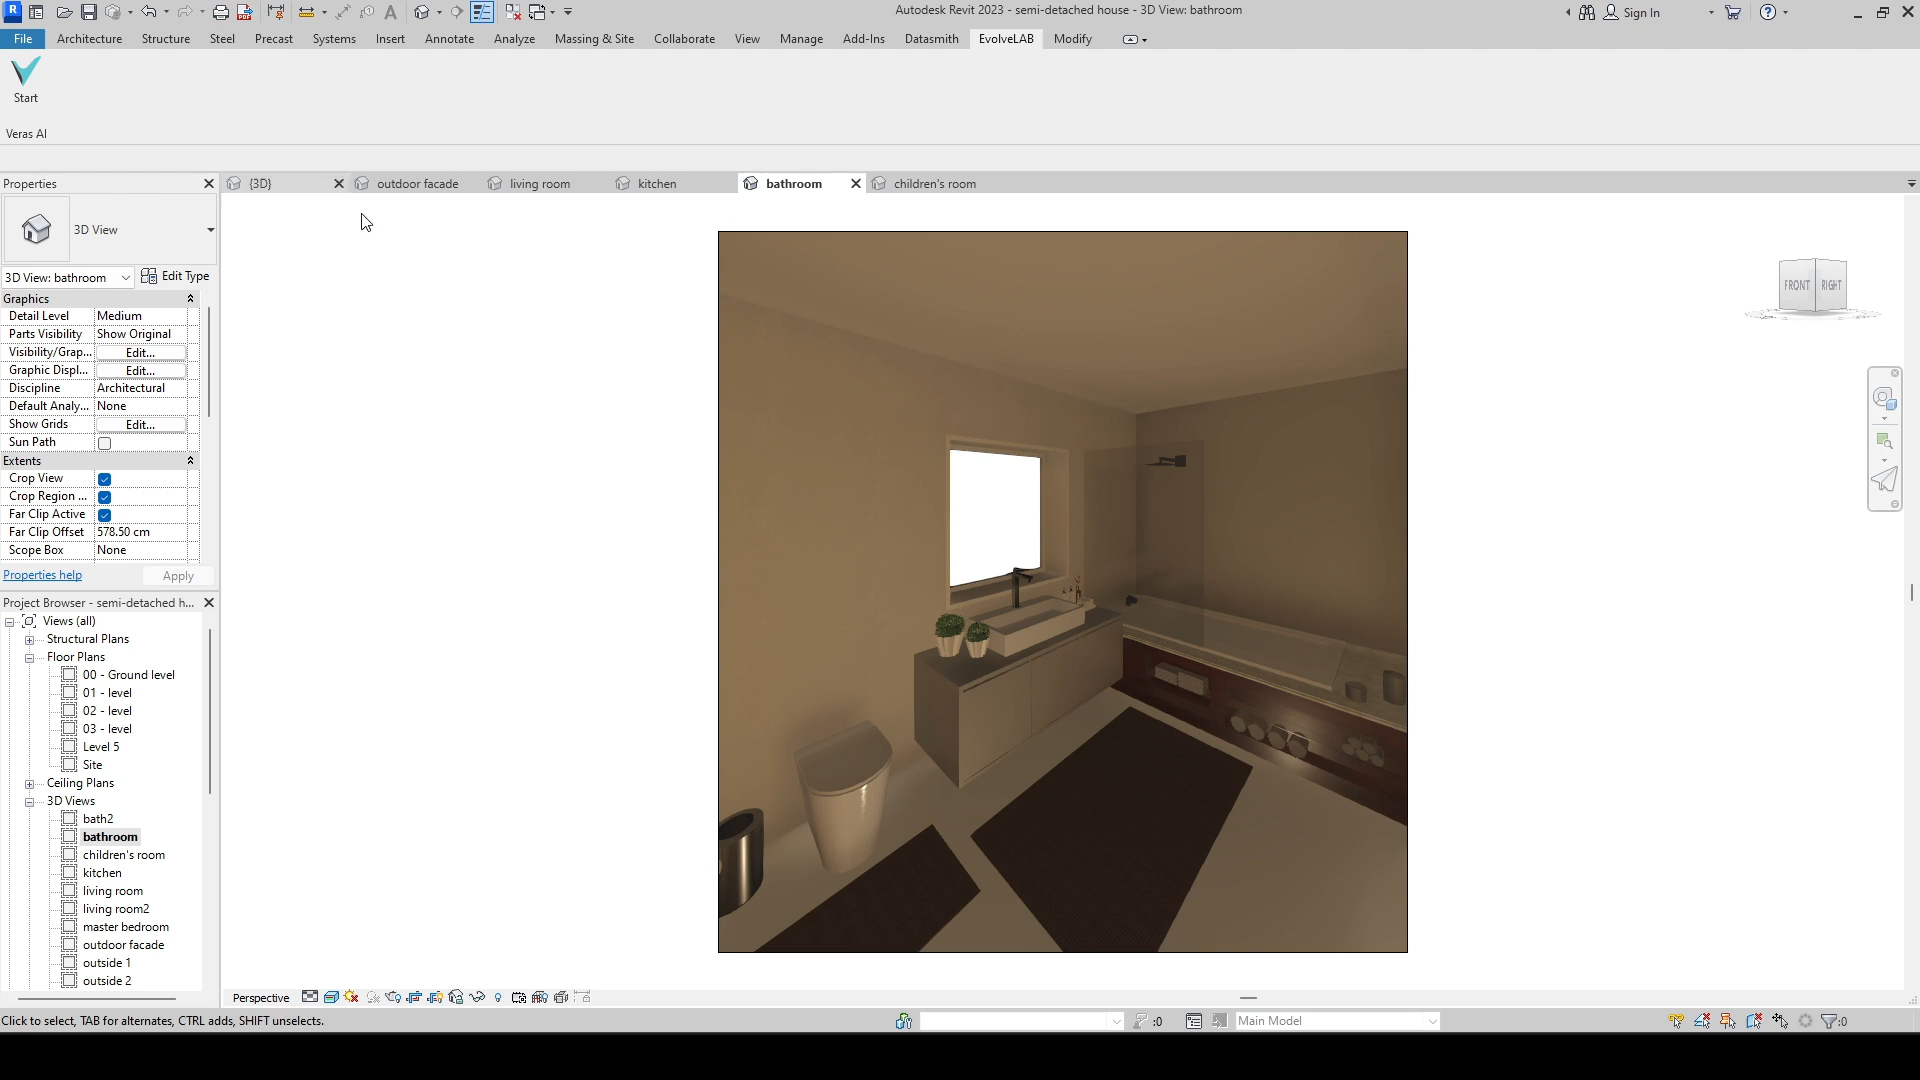 R
PDF
Autodesk Revit 2023 - semi-detached house - 3D View: bathroom
Sign In
File Architecture Structure Steel Precast Systems Insert Annotate Analyze Massing & Site Collaborate View Manage Add-Ins Datasmith EvolveLAB Modify
Start
Veras AI
Properties
{3D} outdoor facade living room kitchen bathroom children's room
3D View
3D View: bathroom Edit Type
Graphics
Detail Level Medium
Parts Visibility Show Original
Visibility/Grap... Edit...
Graphic Displ... Edit...
Discipline Architectural
Default Analy... None
Show Grids Edit...
Sun Path
Extents
Crop View
Crop Region ...
Far Clip Active
Far Clip Offset 578.50 cm
Scope Box None
Properties help Apply
FRONT RIGHT
Project Browser - semi-detached h...
Views (all)
Structural Plans
Floor Plans
00 - Ground level
01 - level
02 - level
03 - level
Level 5
Site
Ceiling Plans
3D Views
bath2
bathroom
children's room
kitchen
living room
living room2
master bedroom
outdoor facade
outside 1
outside 2
Perspective
Click to select, TAB for alternates, CTRL adds, SHIFT unselects.
:0 Main Model :0